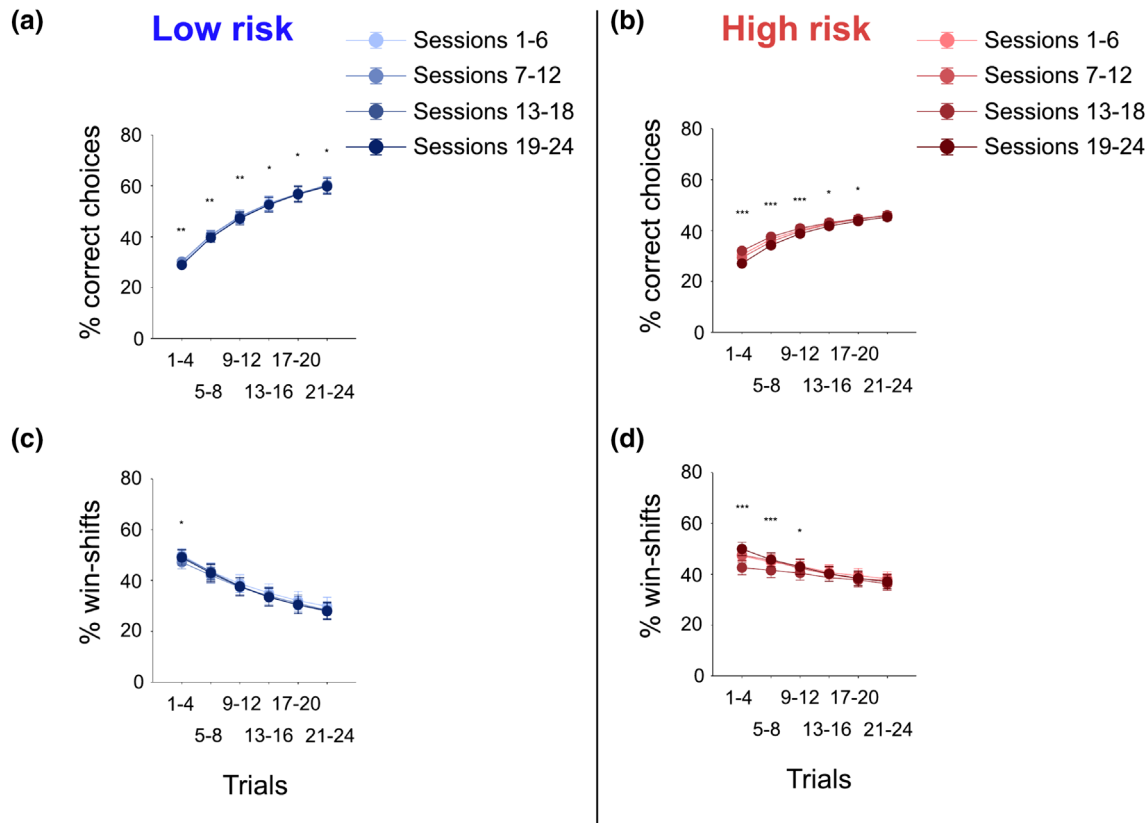 (a)
Low risk
Sessions 1-6
Sessions 7-12
Sessions 13-18
Sessions 19-24
% correct choices
80
60
40
20
0
** ** ** * * *
1-4 9-12 17-20
5-8 13-16 21-24
(b)
High risk
Sessions 1-6
Sessions 7-12
Sessions 13-18
Sessions 19-24
% correct choices
80
60
40
20
0
*** *** *** * *
1-4 9-12 17-20
5-8 13-16 21-24
(c)
% win-shifts
80
60
40
20
0
*
1-4 9-12 17-20
5-8 13-16 21-24
Trials
(d)
% win-shifts
80
60
40
20
0
*** *** *
1-4 9-12 17-20
5-8 13-16 21-24
Trials